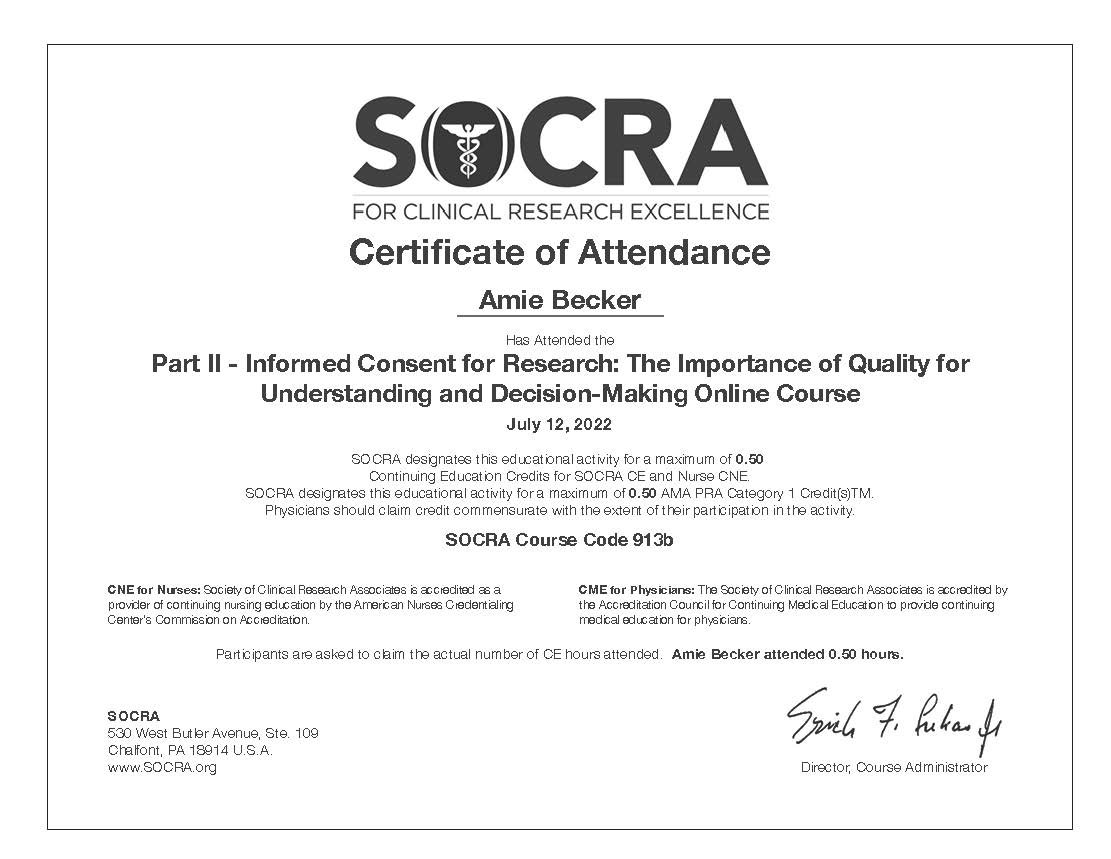 SOCRA
FOR CLINICAL RESEARCH EXCELLENCE
Certificate of Attendance
Amie Becker
Has Attended the
Part II - Informed Consent for Research: The Importance of Quality for
Understanding and Decision-Making Online Course
July 12, 2022
SOCRA designates this educational activity for a maximum of 0.50
Continuing Education Credits for SOCRA CE and Nurse CNE.
SOCRA designates this educational activity for a maximum of 0.50 AMA PRA Category 1 Credit(s)TM.
Physicians should claim credit commensurate with the extent of their participation in the activity.
SOCRA Course Code 913b
CNE for Nurses: Society of Clinical Research Associates is accredited as a
provider of continuing nursing education by the American Nurses Credentialing
Center's Commission on Accreditation.
CME for Physicians: The Society of Clinical Research Associates is accredited by
the Accreditation Council for Continuing Medical Education to provide continuing
medical education for physicians.
Participants are asked to claim the actual number of CE hours attended. Amie Becker attended 0.50 hours.
SOCRA
530 West Butler Avenue, Ste. 109
Chalfont, PA 18914 U.S.A.
www.SOCRA.org
F.
Director, Course Administrator